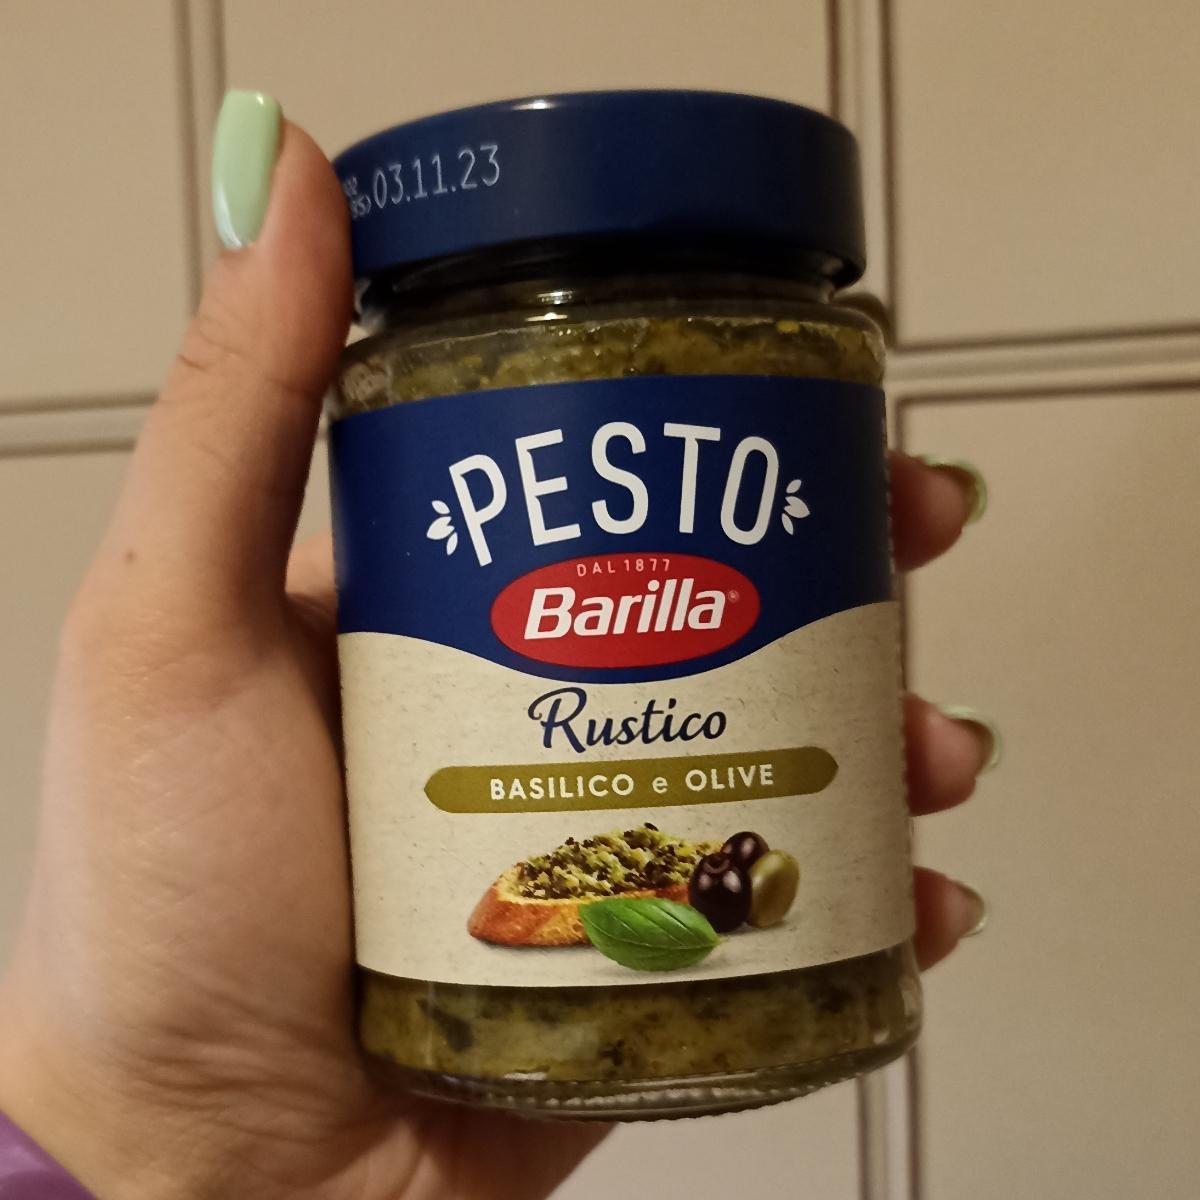 03.11.23
PESTO
DAL 1877
Barilla®
Rustico
BASILICO e OLIVE